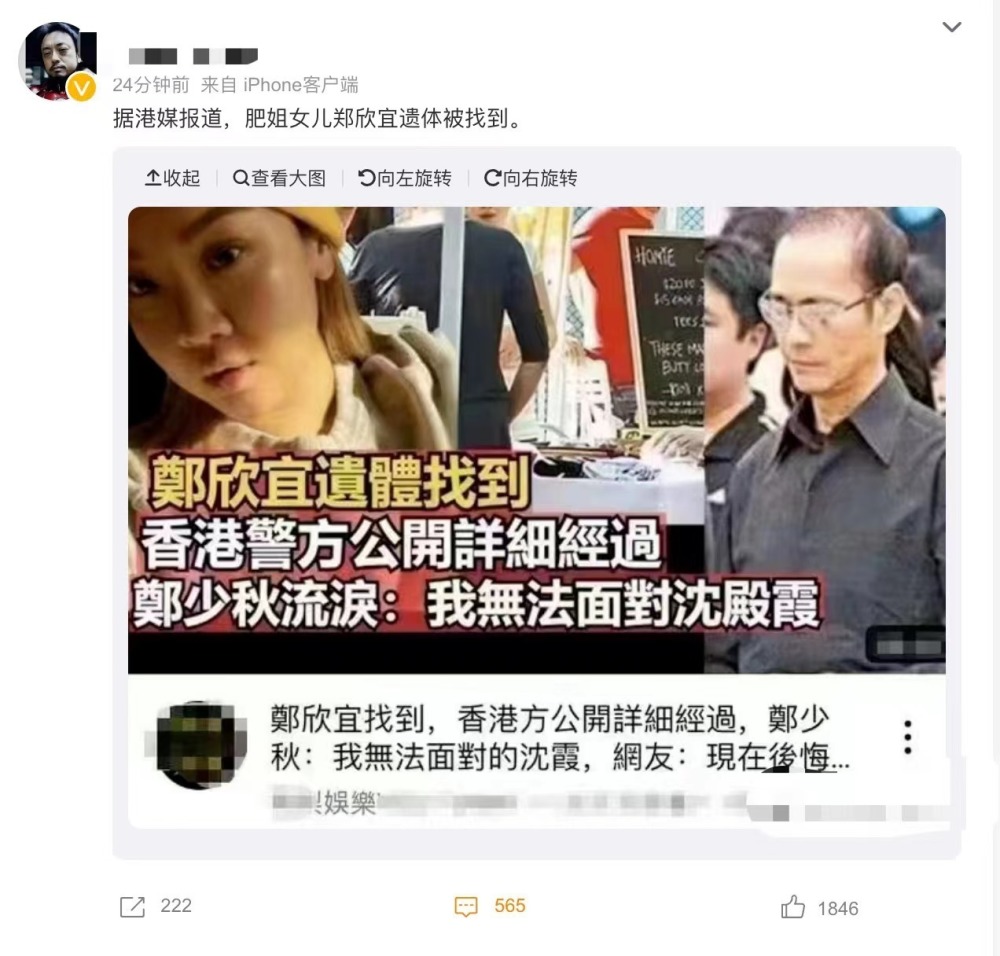 24分钟前 来自 iPhone客户端
据港媒报道，肥姐女儿郑欣宜遗体被找到。
收起 查看大图 向左旋转 向右旋转
HOMIE
THESE
鄭欣宜遺體找到
香港警方公開詳細經過
鄭少秋流淚：我無法面對沈殿霞
鄭欣宜找到，香港方公開詳細經過，鄭少
秋：我無法面對的沈霞，網友：現在後悔...
娛樂
222 565 1846